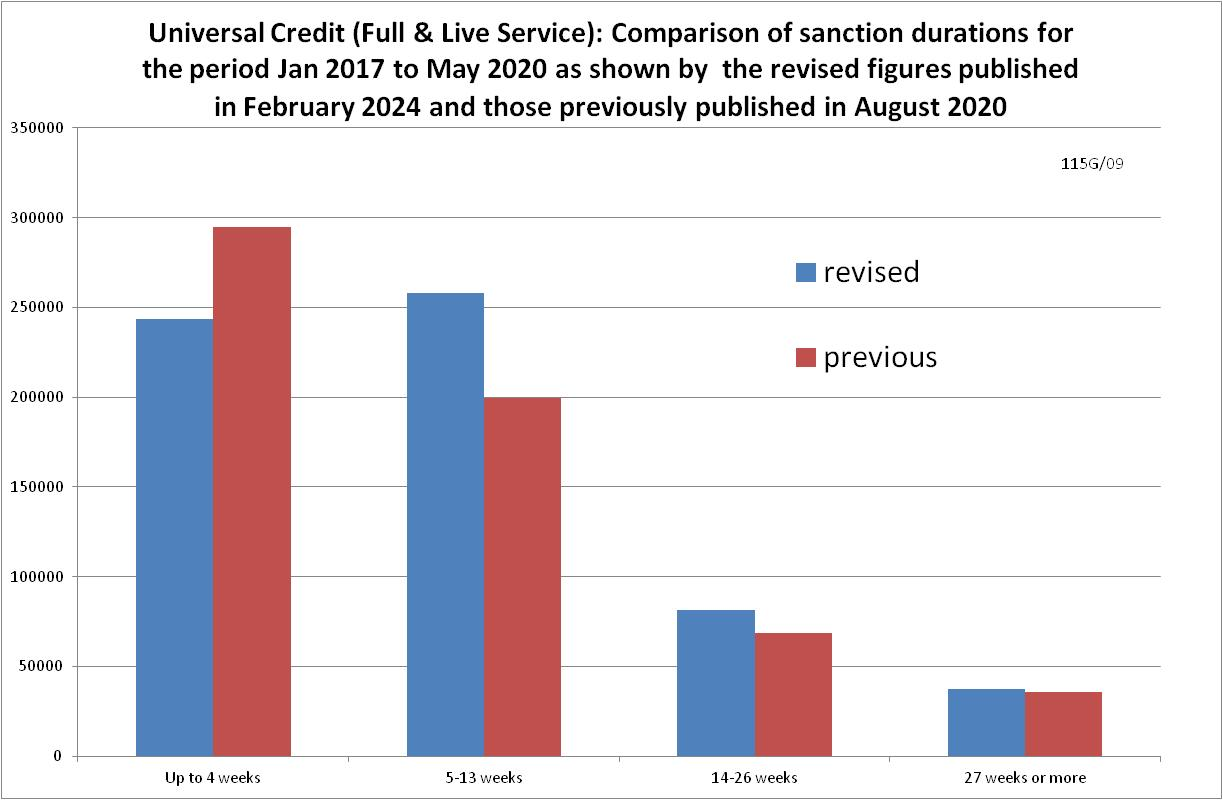 Universal Credit (Full & Live Service): Comparison of sanction durations for
the period Jan 2017 to May 2020 as shown by  the revised figures published
in February 2024 and those previously published in August 2020
350000
115G/09
300000
revised
250000
previous
200000
150000
100000
50000
0
Up to 4 weeks
5-13 weeks
14-26 weeks
27 weeks or more